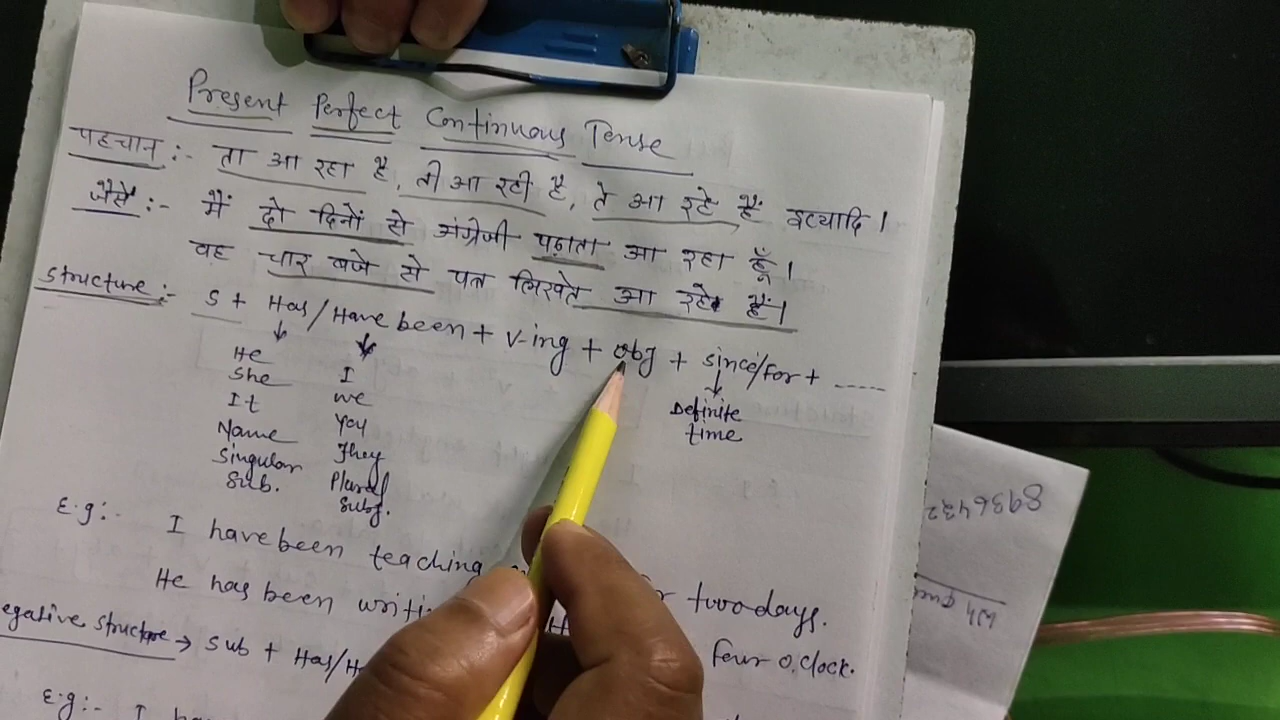 Present Perfect Continuous Tense
पहचान :- ता आ रहा है, ती आ रही है, ते आ रहे हैं इत्यादि।
जैसे :- मैं दो दिनों से अंग्रेजी पढ़ाता आ रहा हूँ।
वह चार बजे से पत्र लिखते आ रहे हैं।
Structure :- S + Has/Have been + V-ing + obj + since/for + -----
He I Definite
She we time
It You
Name They
Singular Plural
Sub. Subj.
E.g:- I have been teaching two days.
He has been four O,clock.
egative structure → Sub + Has/
E.g:- I
8936432